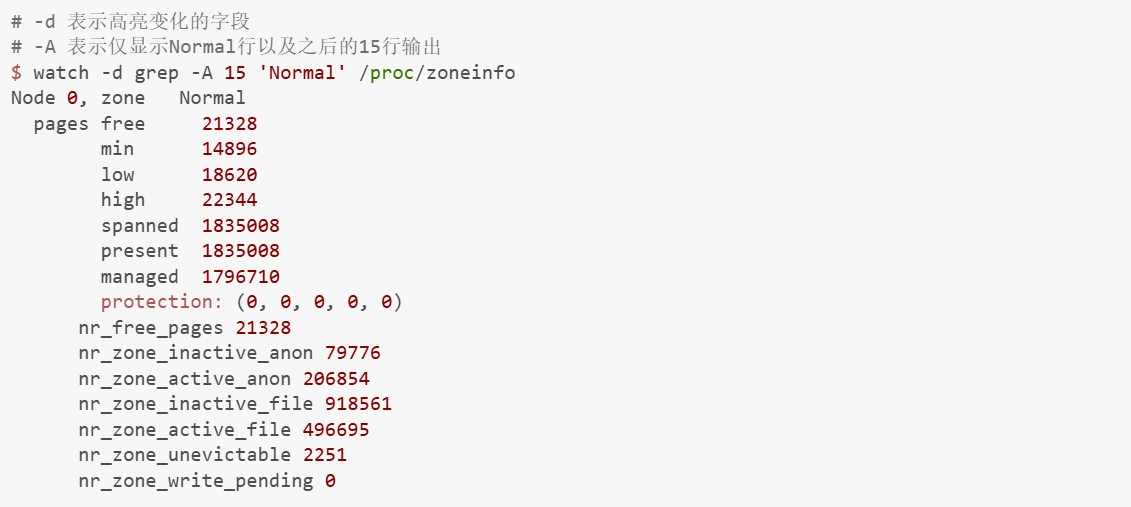 # -d 表示高亮变化的字段
# -A 表示仅显示Normal行以及之后的15行输出
$ watch -d grep -A 15 'Normal' /proc/zoneinfo
Node 0, zone   Normal
  pages free     21328
        min      14896
        low      18620
        high     22344
        spanned  1835008
        present  1835008
        managed  1796710
        protection: (0, 0, 0, 0, 0)
      nr_free_pages 21328
      nr_zone_inactive_anon 79776
      nr_zone_active_anon 206854
      nr_zone_inactive_file 918561
      nr_zone_active_file 496695
      nr_zone_unevictable 2251
      nr_zone_write_pending 0